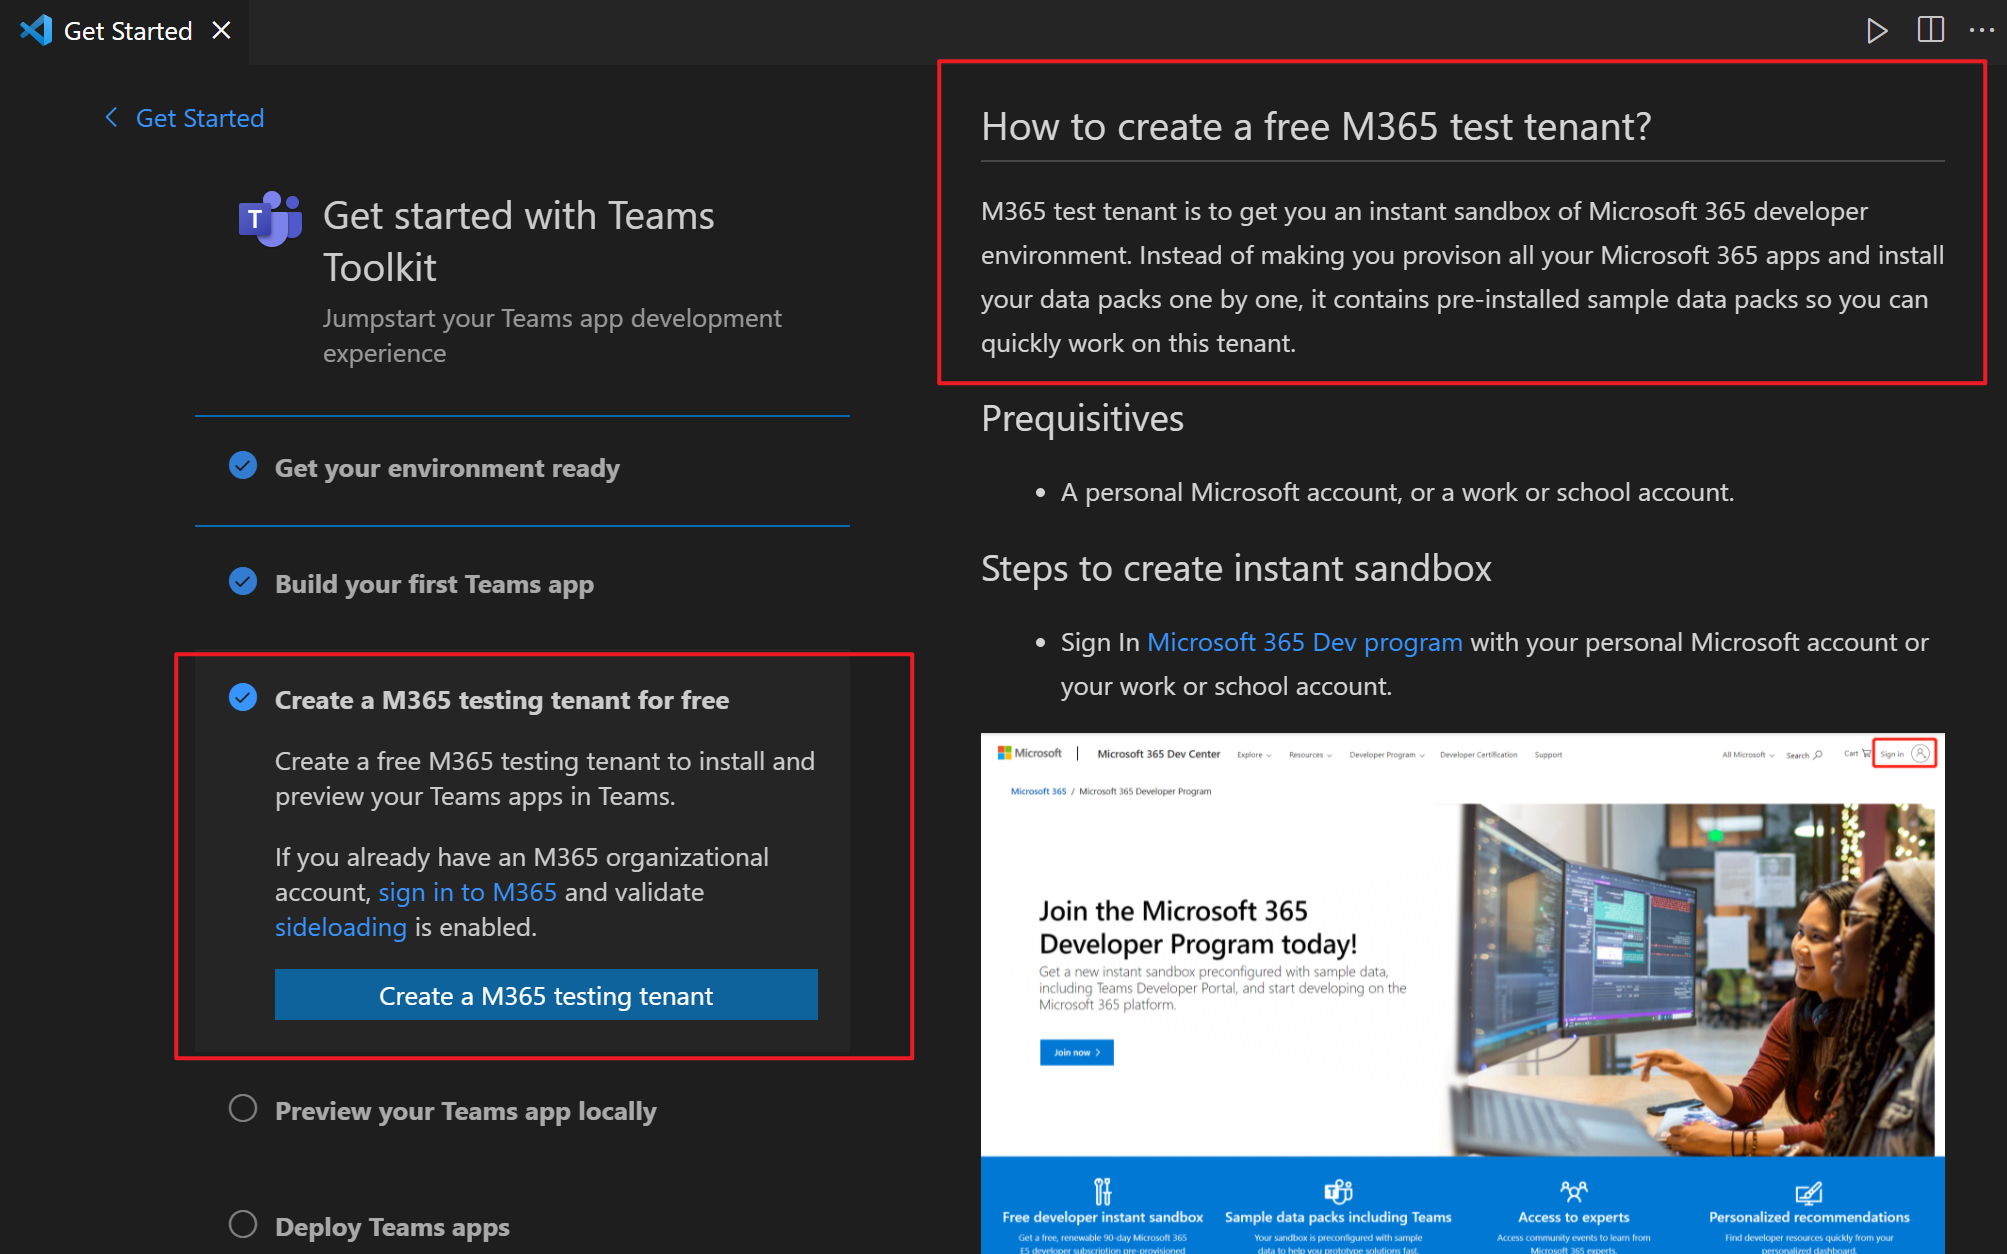 Get Started
Get Started
T
Get started with Teams
Toolkit
Jumpstart your Teams app development
experience
Get your environment ready
Build your first Teams app
Create a M365 testing tenant for free
Create a free M365 testing tenant to install and
preview your Teams apps in Teams.
If you already have an M365 organizational
account, sign in to M365 and validate
sideloading is enabled.
Create a M365 testing tenant
Preview your Teams app locally
Deploy Teams apps
How to create a free M365 test tenant?
M365 test tenant is to get you an instant sandbox of Microsoft 365 developer
environment. Instead of making you provison all your Microsoft 365 apps and install
your data packs one by one, it contains pre-installed sample data packs so you can
quickly work on this tenant.
Prequisitives
• A personal Microsoft account, or a work or school account.
Steps to create instant sandbox
• Sign In Microsoft 365 Dev program with your personal Microsoft account or
your work or school account.
Microsoft | Microsoft 365 Dev Center Explore Resources Developer Program Developer Certification Support All Microsoft Search Cart Sign in
Microsoft 365 / Microsoft 365 Developer Program
Join the Microsoft 365
Developer Program today!
Get a new instant sandbox preconfigured with sample data,
including Teams Developer Portal, and start developing on the
Microsoft 365 platform.
Join now >
Free developer instant sandbox
Get a free, renewable 90-day Microsoft 365
E5 developer subscription pre-provisioned
Sample data packs including Teams
Your sandbox is preconfigured with sample
data to help you prototype solutions fast.
Access to experts
Access community events to learn from
Microsoft 365 experts.
Personalized recommendations
Find developer resources quickly from your
personalized dashboard.